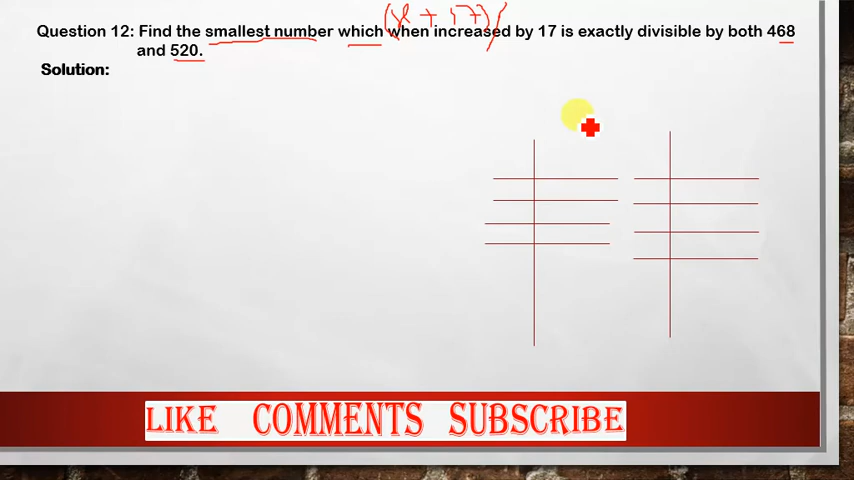 (x + 17)
Question 12: Find the smallest number which when increased by 17 is exactly divisible by both 468
and 520.
Solution:
LIKE COMMENTS SUBSCRIBE